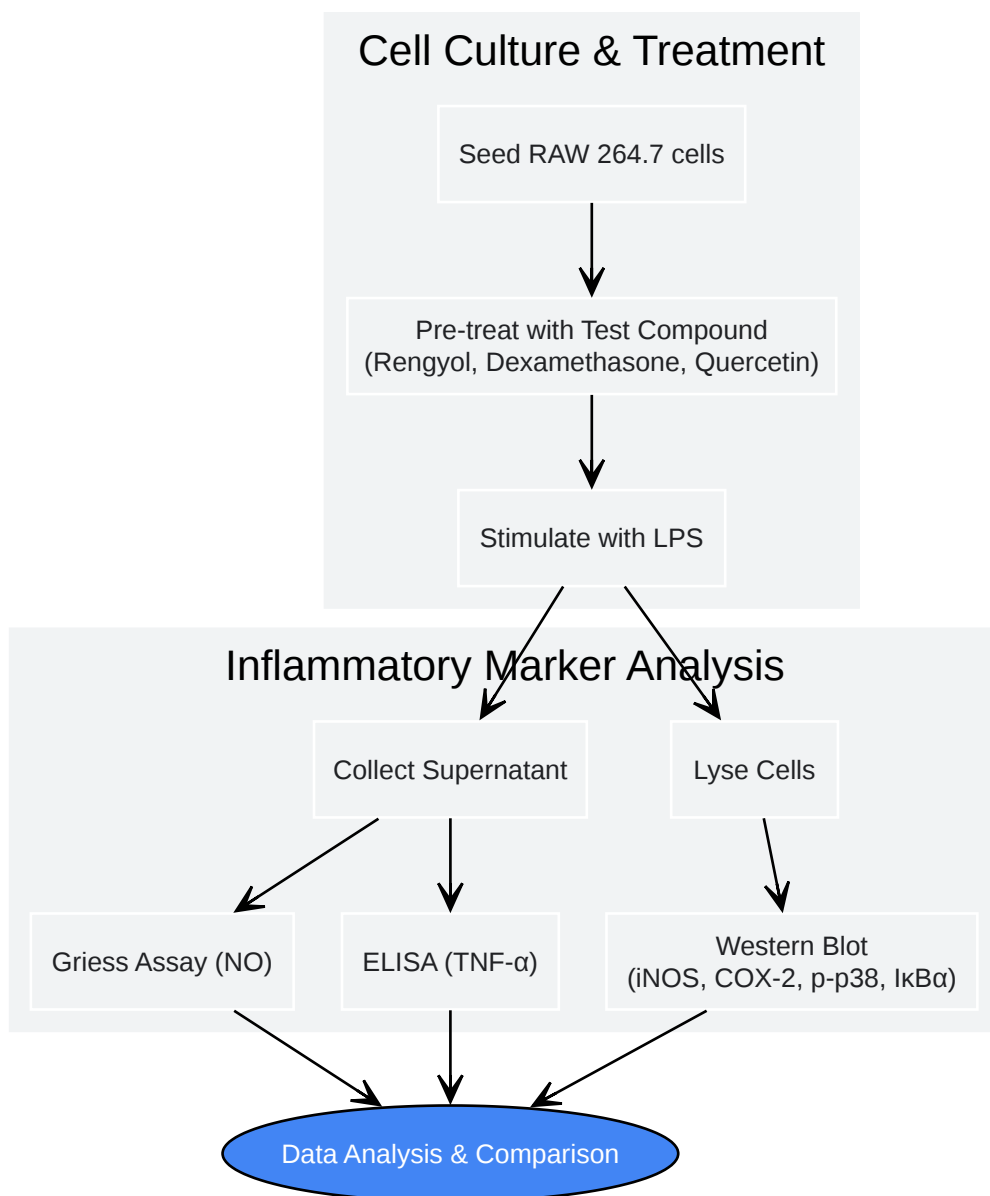 Cell Culture & Treatment
Seed RAW 264.7 cells
Pre-treat with Test Compound
(Rengyol, Dexamethasone, Quercetin)
Stimulate with LPS
Inflammatory Marker Analysis
Collect Supernatant
Lyse Cells
Griess Assay (NO)
ELISA (TNF-α)
Western Blot
(iNOS, COX-2, p-p38, IκBα)
Data Analysis & Comparison